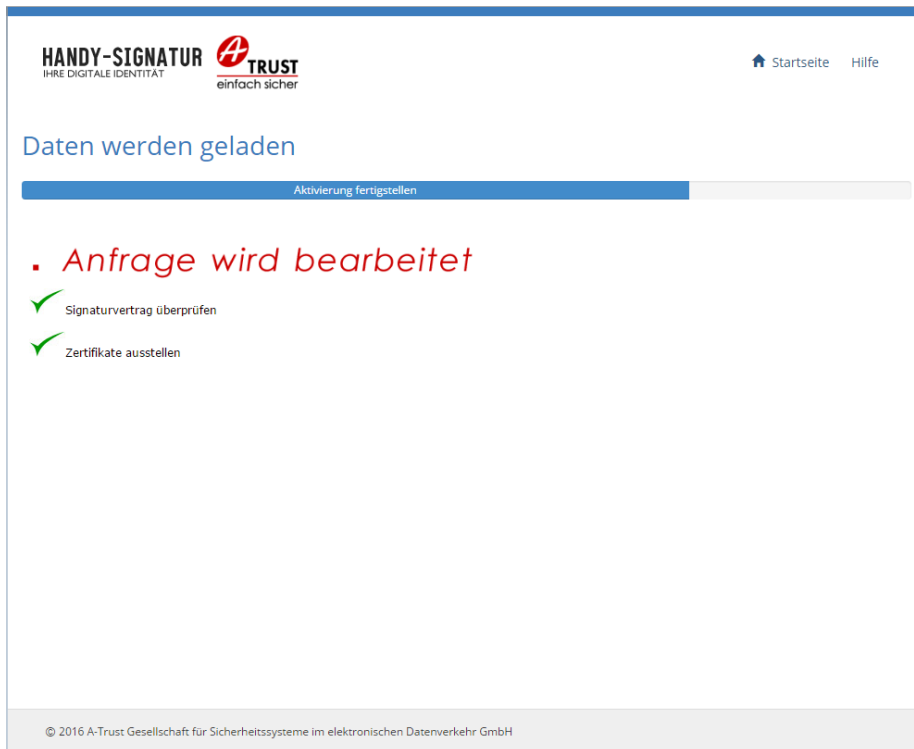 HANDY-SIGNATUR
IHRE DIGITALE IDENTITÄT
A TRUST
einfach sicher
Startseite Hilfe
Daten werden geladen
Aktivierung fertigstellen
. Anfrage wird bearbeitet
Signaturvertrag überprüfen
Zertifikate ausstellen
© 2016 A-Trust Gesellschaft für Sicherheitssysteme im elektronischen Datenverkehr GmbH